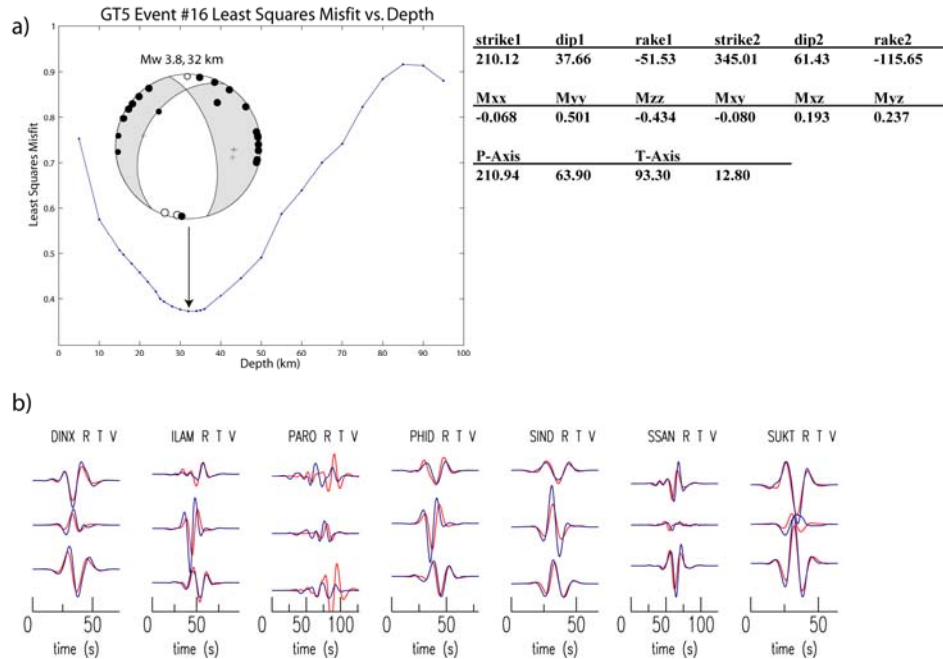 a)
GT5 Event #16 Least Squares Misfit vs. Depth
Mw 3.8, 32 km
Least Squares Misfit
1
0.9
0.8
0.7
0.6
0.5
0.4
0 10 20 30 40 50 60 70 80 90 100
Depth (km)
strike1 dip1 rake1 strike2 dip2 rake2
210.12 37.66 -51.53 345.01 61.43 -115.65
Mxx Myy Mzz Mxy Mxz Myz
-0.068 0.501 -0.434 -0.080 0.193 0.237
P-Axis T-Axis
210.94 63.90 93.30 12.80
b)
DINX R T V ILAM R T V PARO R T V PHID R T V SIND R T V SSAN R T V SUKT R T V
0 50 0 50 0 50 100 0 50 0 50 0 50 100 0 50
time (s) time (s) time (s) time (s) time (s) time (s) time (s)